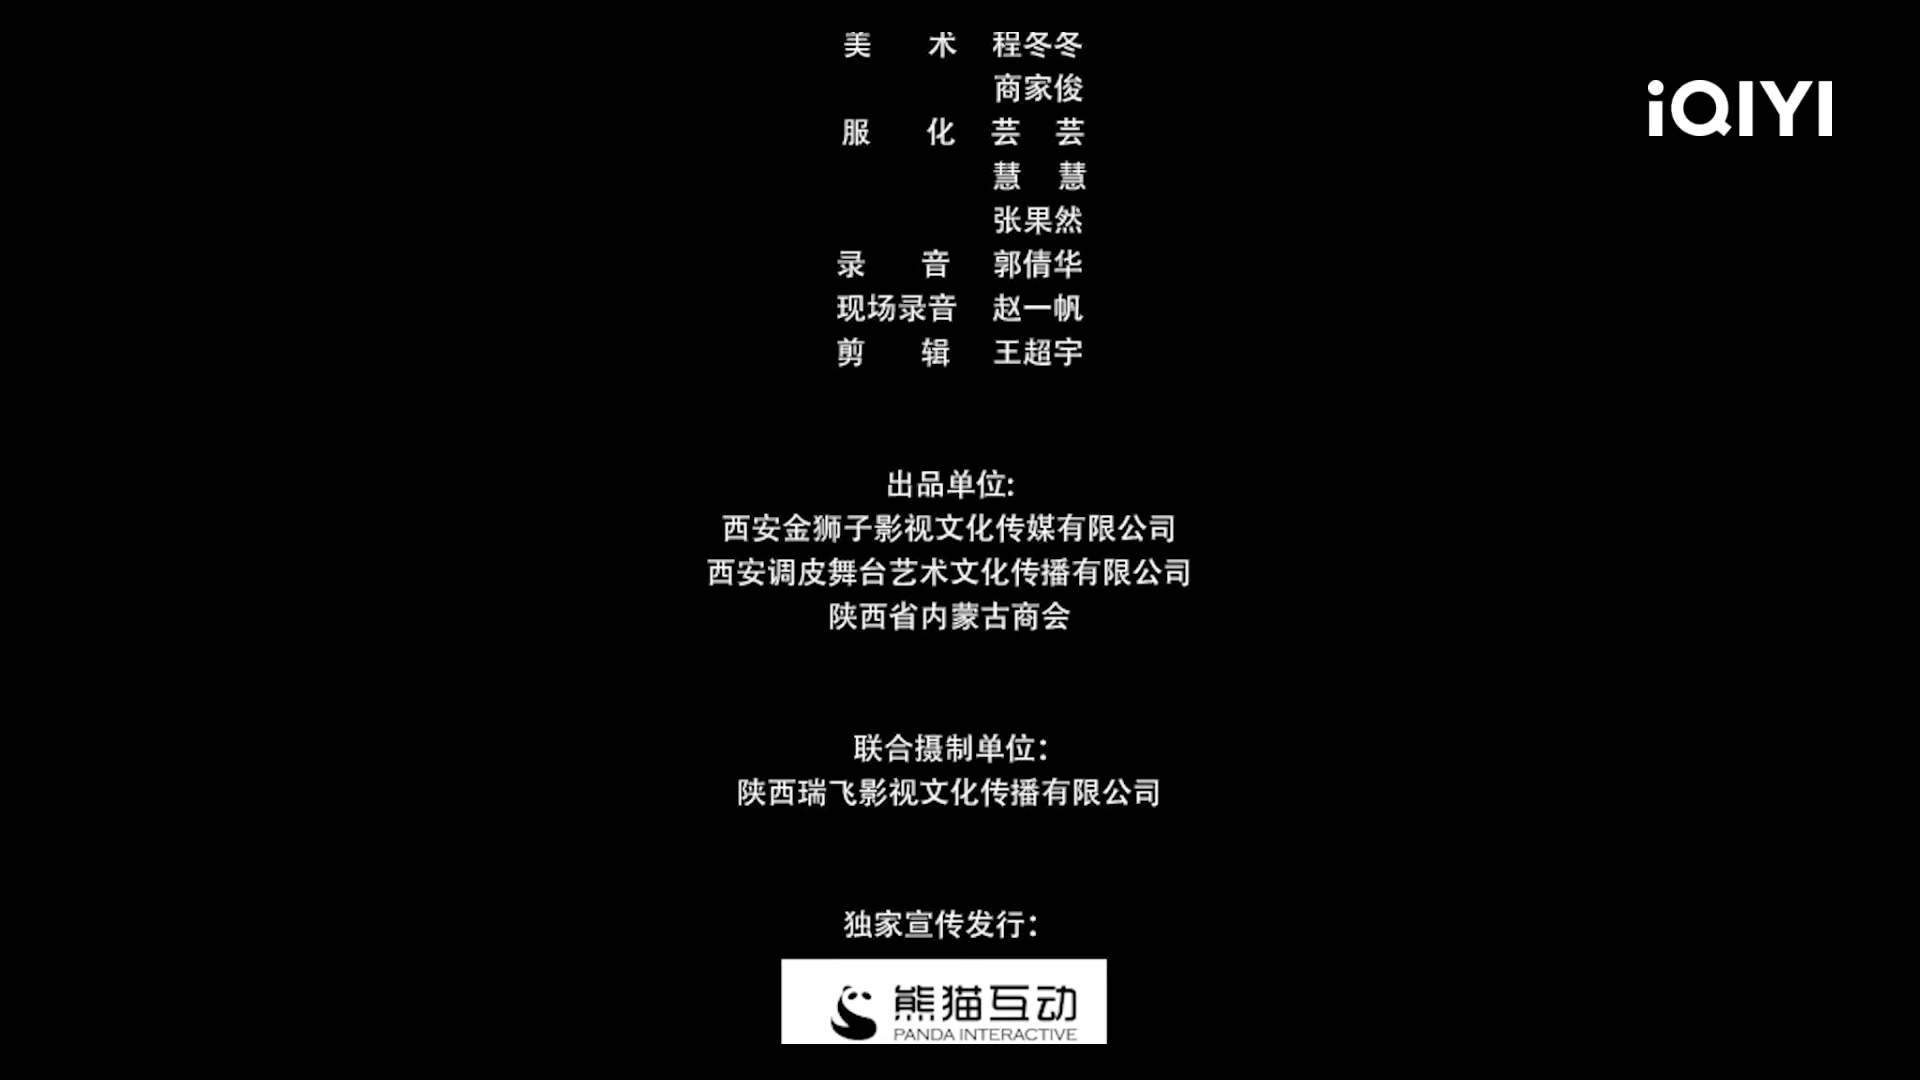 美 术 程冬冬
iQIYI
商家俊
服 化 芸 芸
慧 慧
张果然
录 音 郭倩华
现场录音 赵一帆
剪 辑 王超宇
出品单位:
西安金狮子影视文化传媒有限公司
西安调皮舞台艺术文化传播有限公司
陕西省内蒙古商会
联合摄制单位：
陕西瑞飞影视文化传播有限公司
独家宣传发行：
熊猫互动
PANDA INTERACTIVE